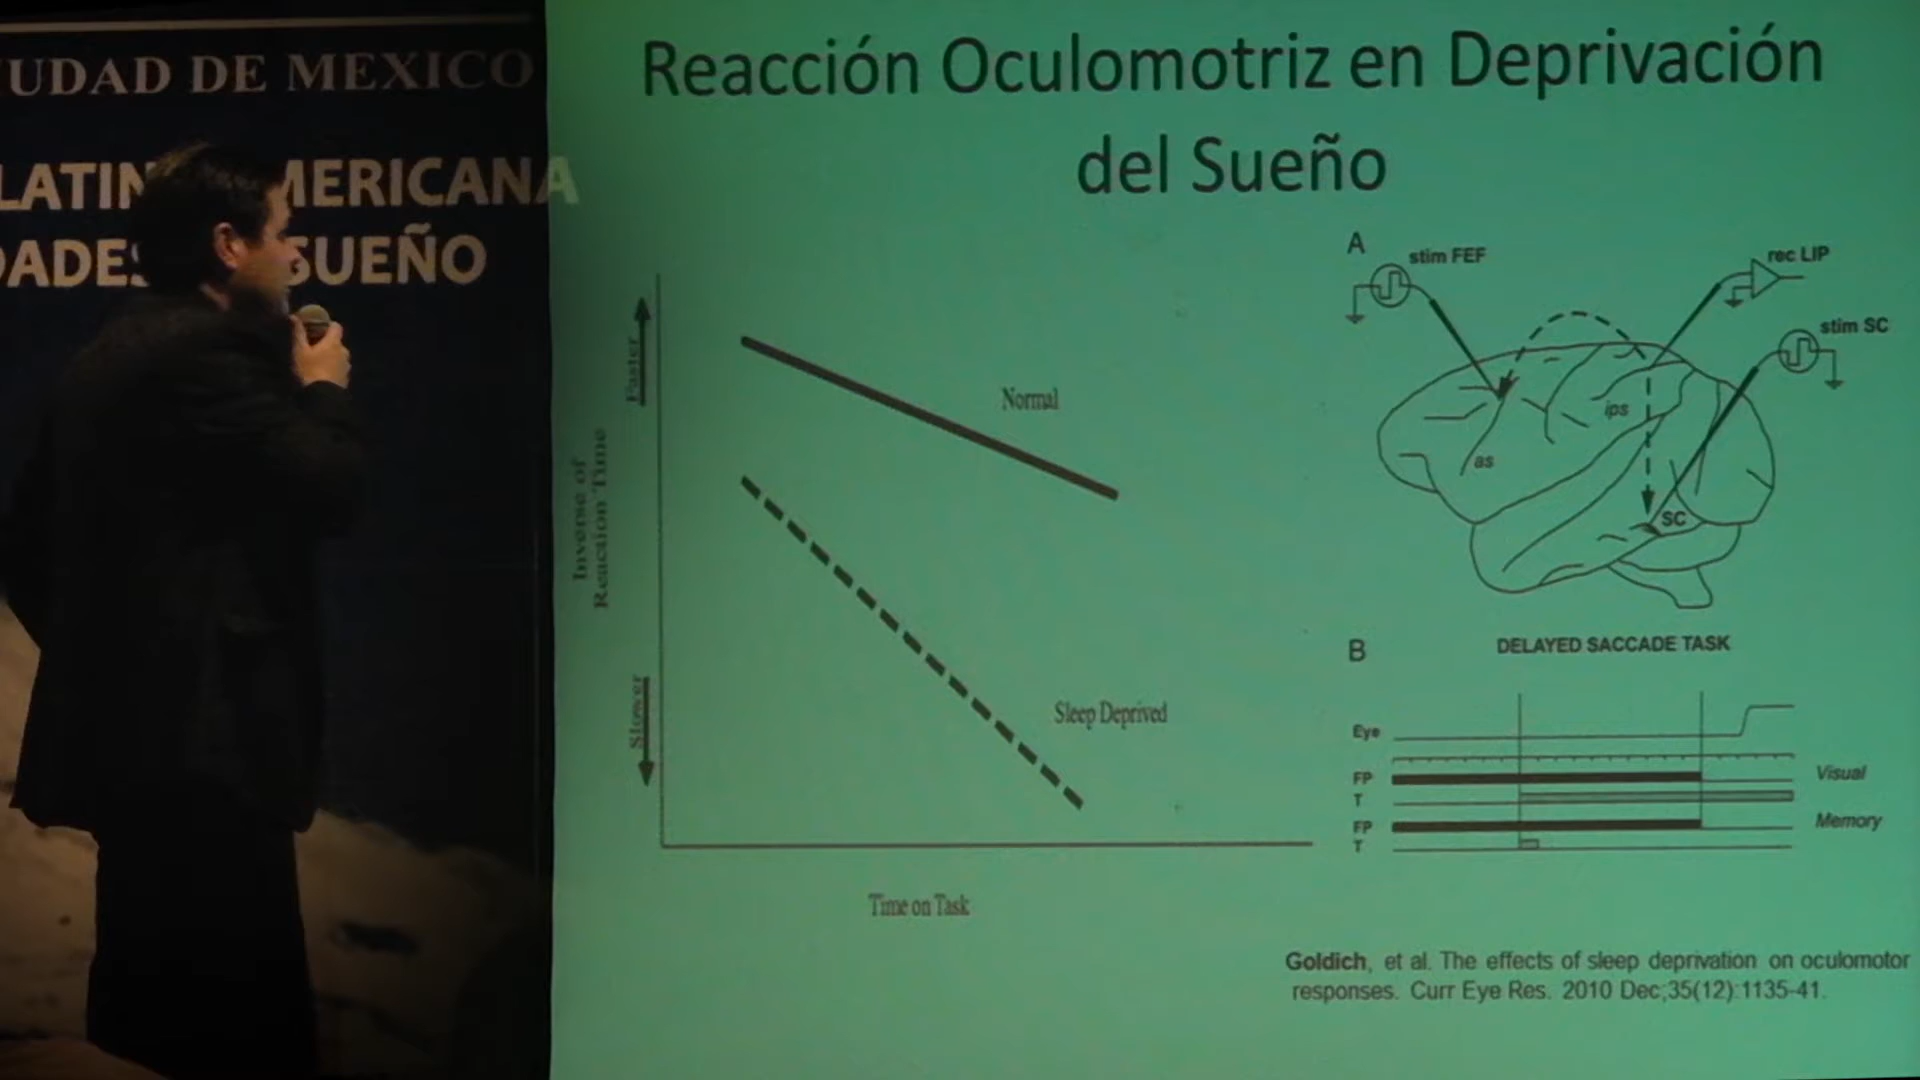 UDAD DE MEXICO
LATIN MERICANA
DADES SUEÑO
Reacción Oculomotriz en Deprivación
del Sueño
Faster
Inverse of
Reaction Time
Slower
Normal
Sleep Deprived
Time on Task
A
stim FEF
rec LIP
stim SC
ips
as
SC
B
DELAYED SACCADE TASK
Eye
FP
Visual
T
FP
Memory
T
Goldich, et al. The effects of sleep deprivation on oculomotor
responses. Curr Eye Res. 2010 Dec;35(12):1135-41.